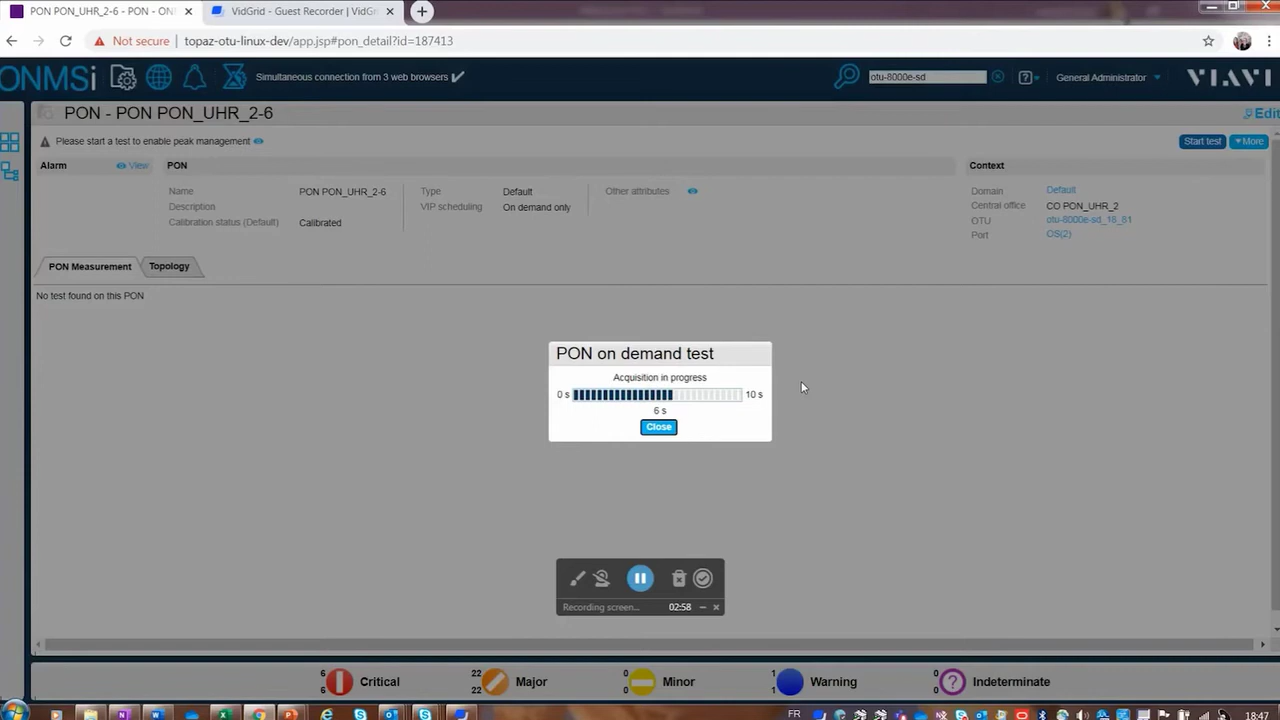 PON PON_UHR_2-6 - PON - ON
VidGrid - Guest Recorder | VidGr
Not secure
topaz-otu-linux-dev/app.jsp#pon_detail?id=187413
ONMSi
Simultaneous connection from 3 web browsers
otu-8000e-sd
General Administrator
VIAVI
PON - PON PON_UHR_2-6
Edit
Please start a test to enable peak management
Start test
More
Alarm
View
PON
Context
Name
PON PON_UHR_2-6
Type
Default
Other attributes
Domain
Default
Description
VIP scheduling
On demand only
Central office
CO PON_UHR_2
Calibration status (Default)
Calibrated
OTU
otu-8000e-sd_18_81
Port
OS(2)
PON Measurement
Topology
No test found on this PON
PON on demand test
Acquisition in progress
0 s
10 s
6 s
Close
Recording screen...
02:58
6
6
Critical
22
22
Major
0
0
Minor
1
1
Warning
0
0
Indeterminate
FR
18:47